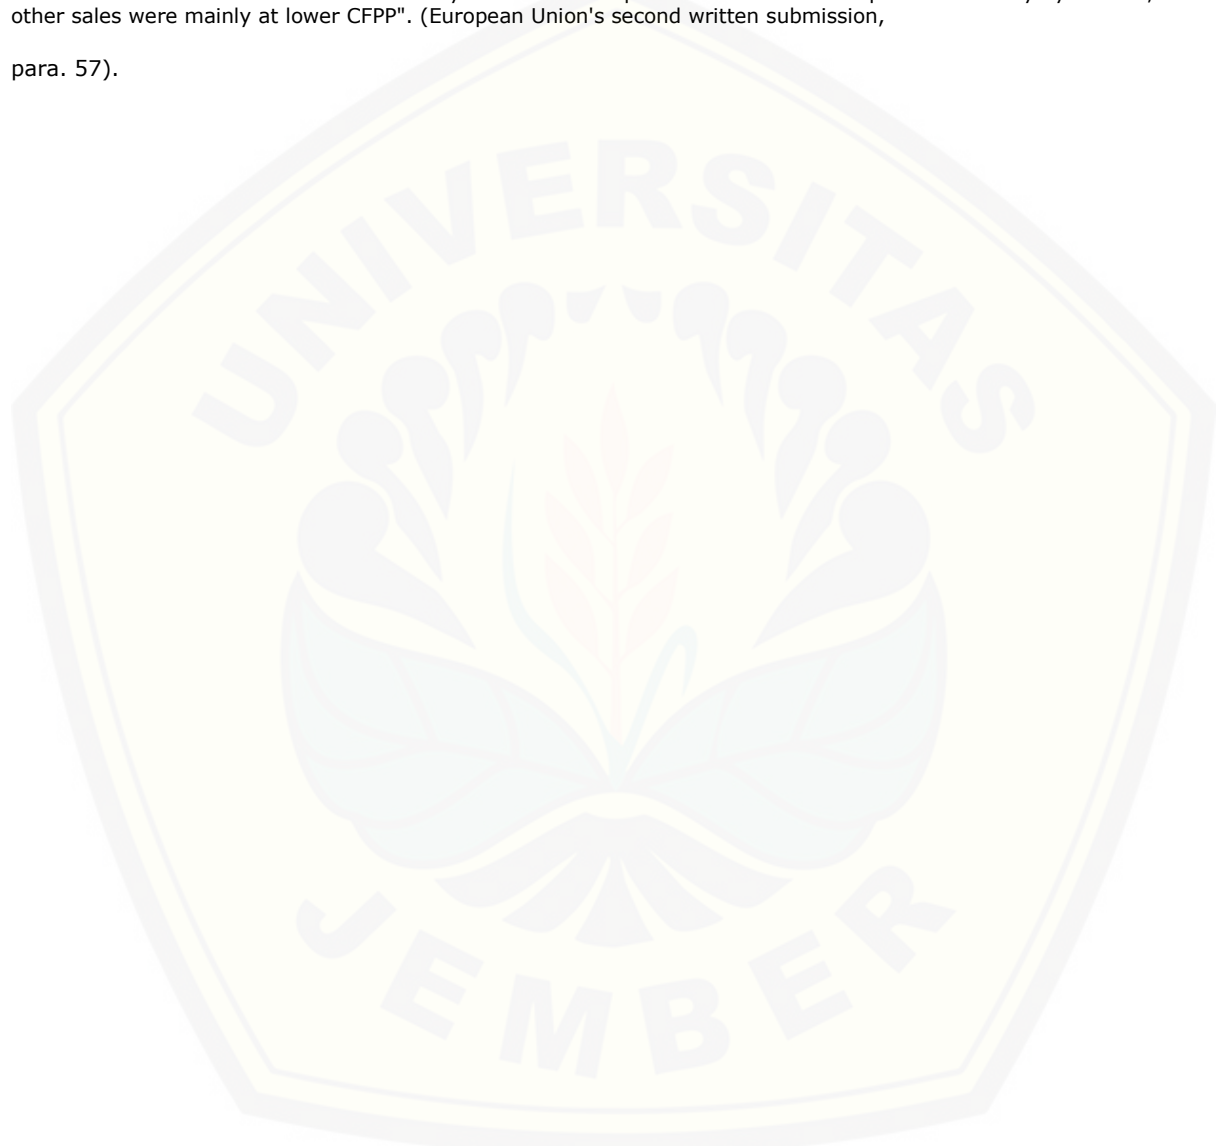 other sales were mainly at lower CFPP". (European Union's second written submission,
para. 57).
UNIVERSITAS
JEMBER